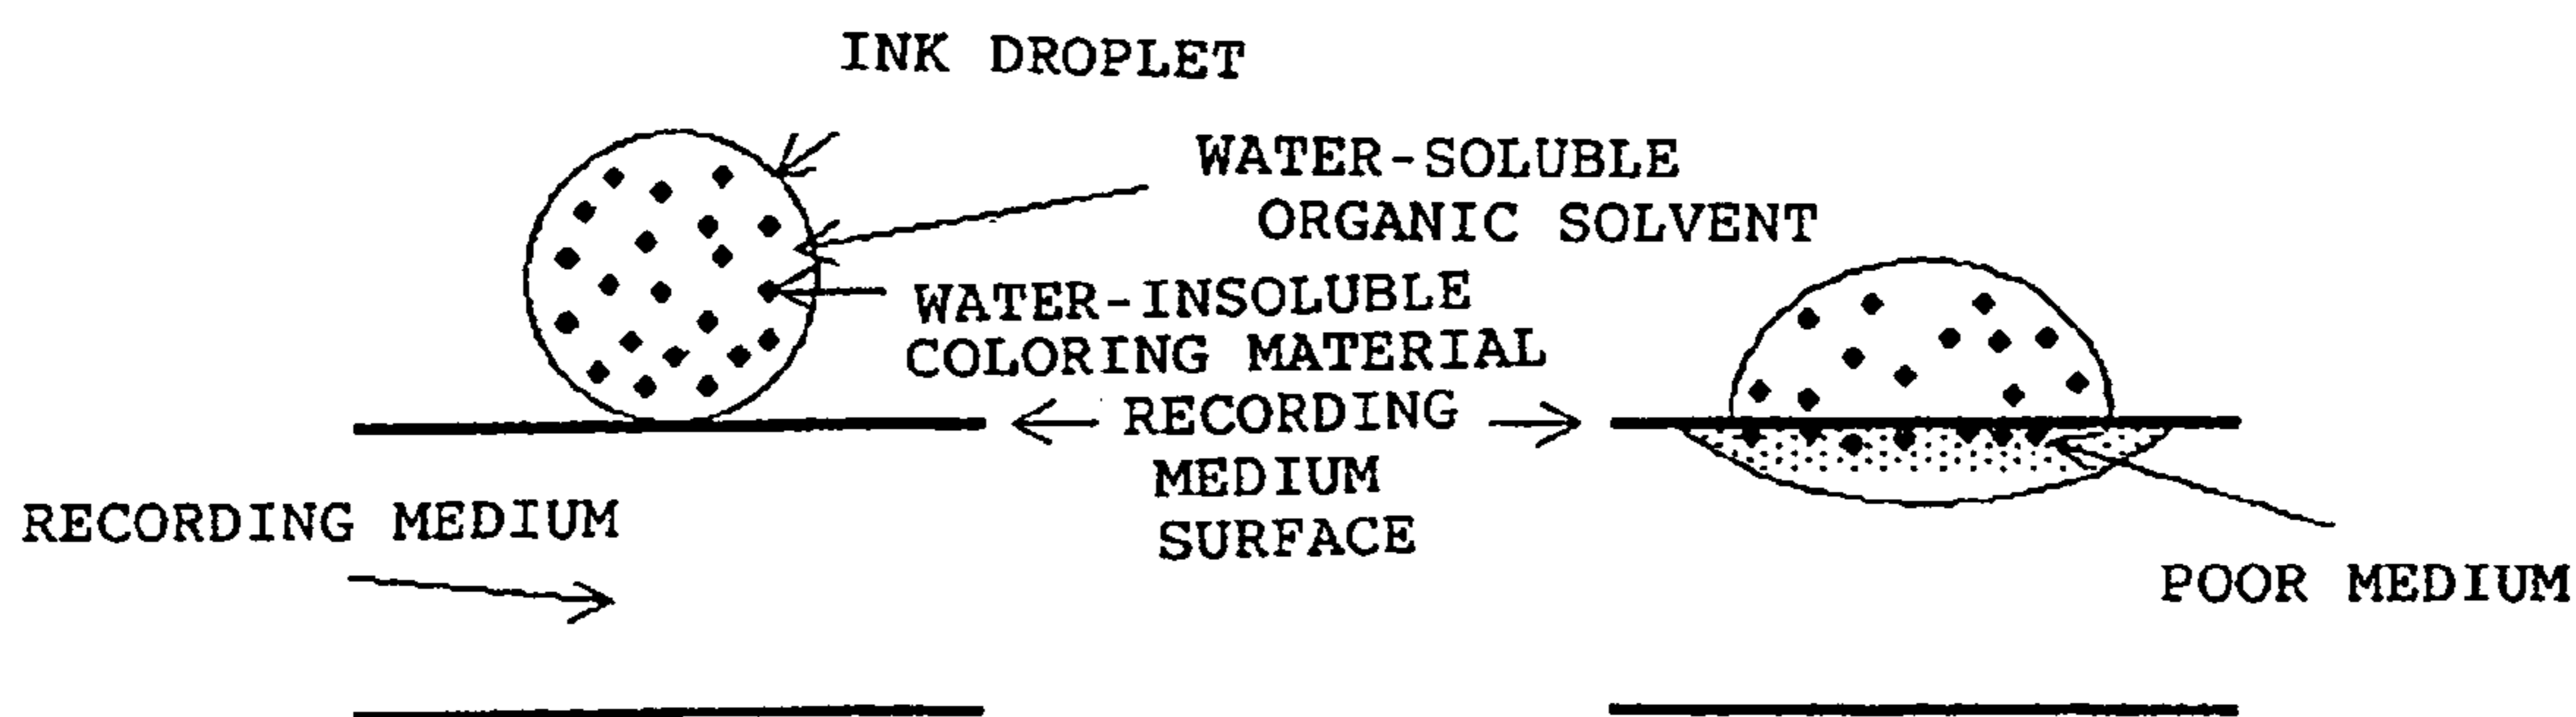 INK DROPLET
WATER-SOLUBLE
ORGANIC SOLVENT
WATER-INSOLUBLE
COLORING MATERIAL
RECORDING
MEDIUM
SURFACE
RECORDING MEDIUM
POOR MEDIUM